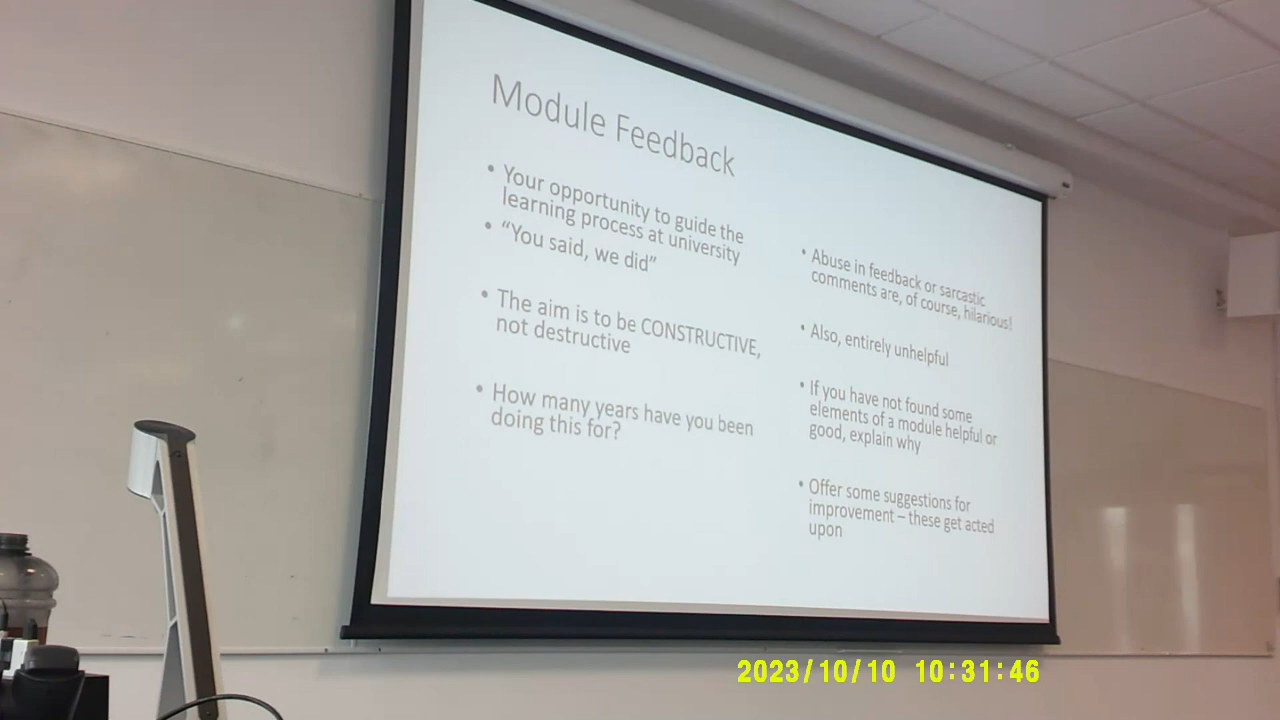 Module Feedback
• Your opportunity to guide the
learning process at university
• “You said, we did”
• The aim is to be CONSTRUCTIVE,
not destructive
• How many years have you been
doing this for?
• Abuse in feedback or sarcastic
comments are, of course, hilarious!
• Also, entirely unhelpful
• If you have not found some
elements of a module helpful or
good, explain why
• Offer some suggestions for
improvement – these get acted
upon
2023/10/10 10:31:46